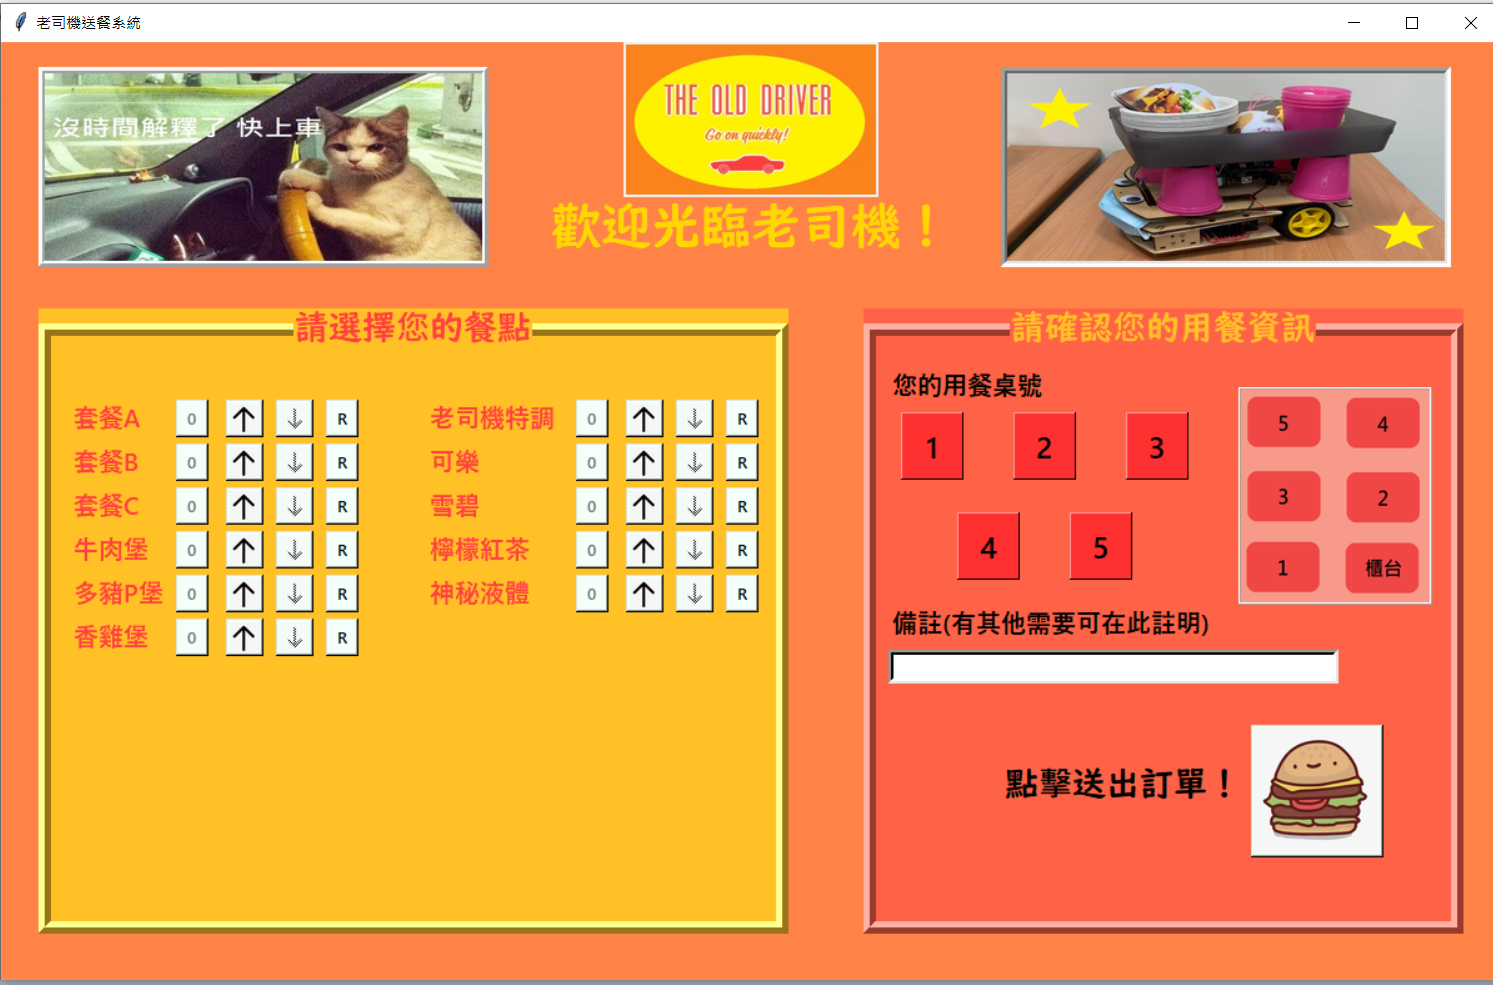 老司機送餐系統
沒時間解釋了 快上車
THE OLD DRIVER
Go on quickly!
歡迎光臨老司機！
請選擇您的餐點
套餐A 0 ↑ ↓ R
套餐B 0 ↑ ↓ R
套餐C 0 ↑ ↓ R
牛肉堡 0 ↑ ↓ R
多豬P堡 0 ↑ ↓ R
香雞堡 0 ↑ ↓ R
老司機特調 0 ↑ ↓ R
可樂 0 ↑ ↓ R
雪碧 0 ↑ ↓ R
檸檬紅茶 0 ↑ ↓ R
神秘液體 0 ↑ ↓ R
請確認您的用餐資訊
您的用餐桌號
1 2 3
4 5
5 4
3 2
1 櫃台
備註(有其他需要可在此註明)
點擊送出訂單！